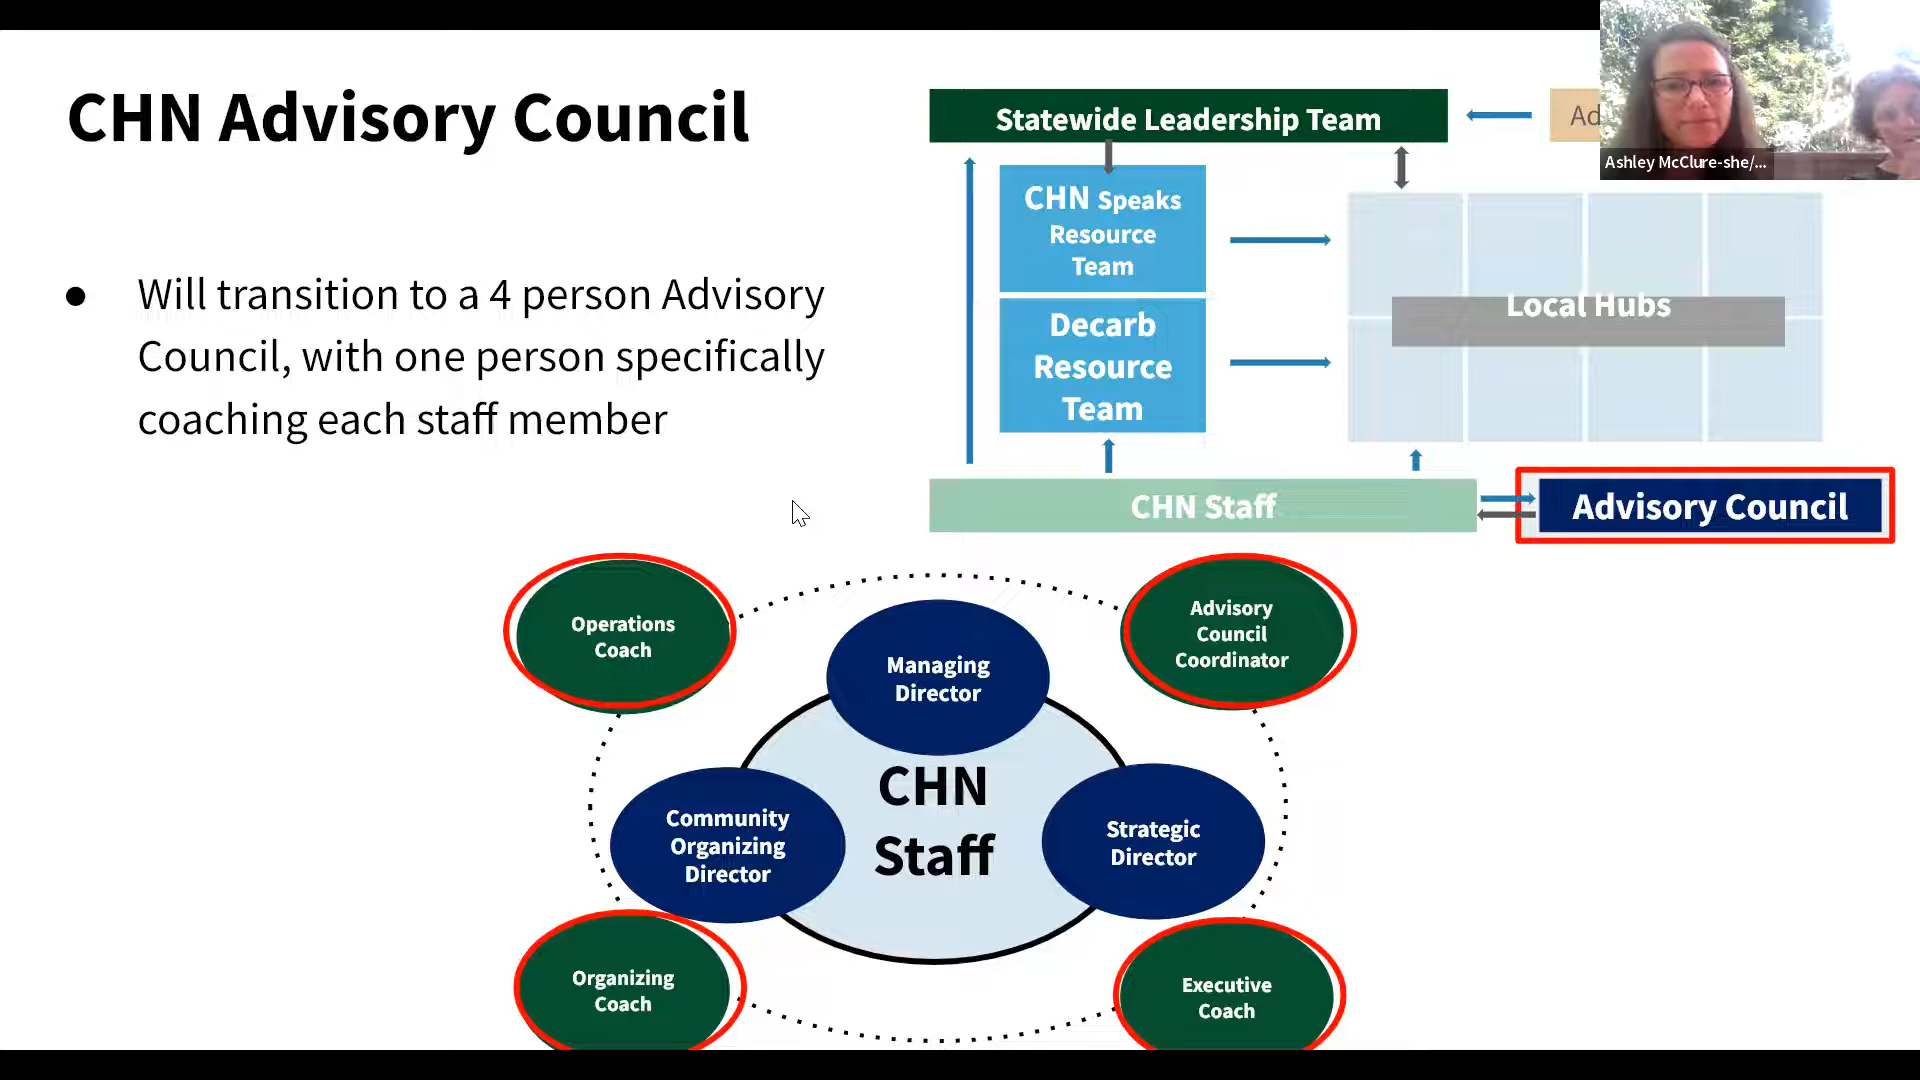 CHN Advisory Council
Will transition to a 4 person Advisory
Council, with one person specifically
coaching each staff member
Statewide Leadership Team
Ashley McClure-she/...
CHN Speaks
Resource
Team
Decarb
Resource
Team
Local Hubs
CHN Staff
Advisory Council
Operations
Coach
Advisory
Council
Coordinator
Managing
Director
CHN
Staff
Community
Organizing
Director
Strategic
Director
Organizing
Coach
Executive
Coach